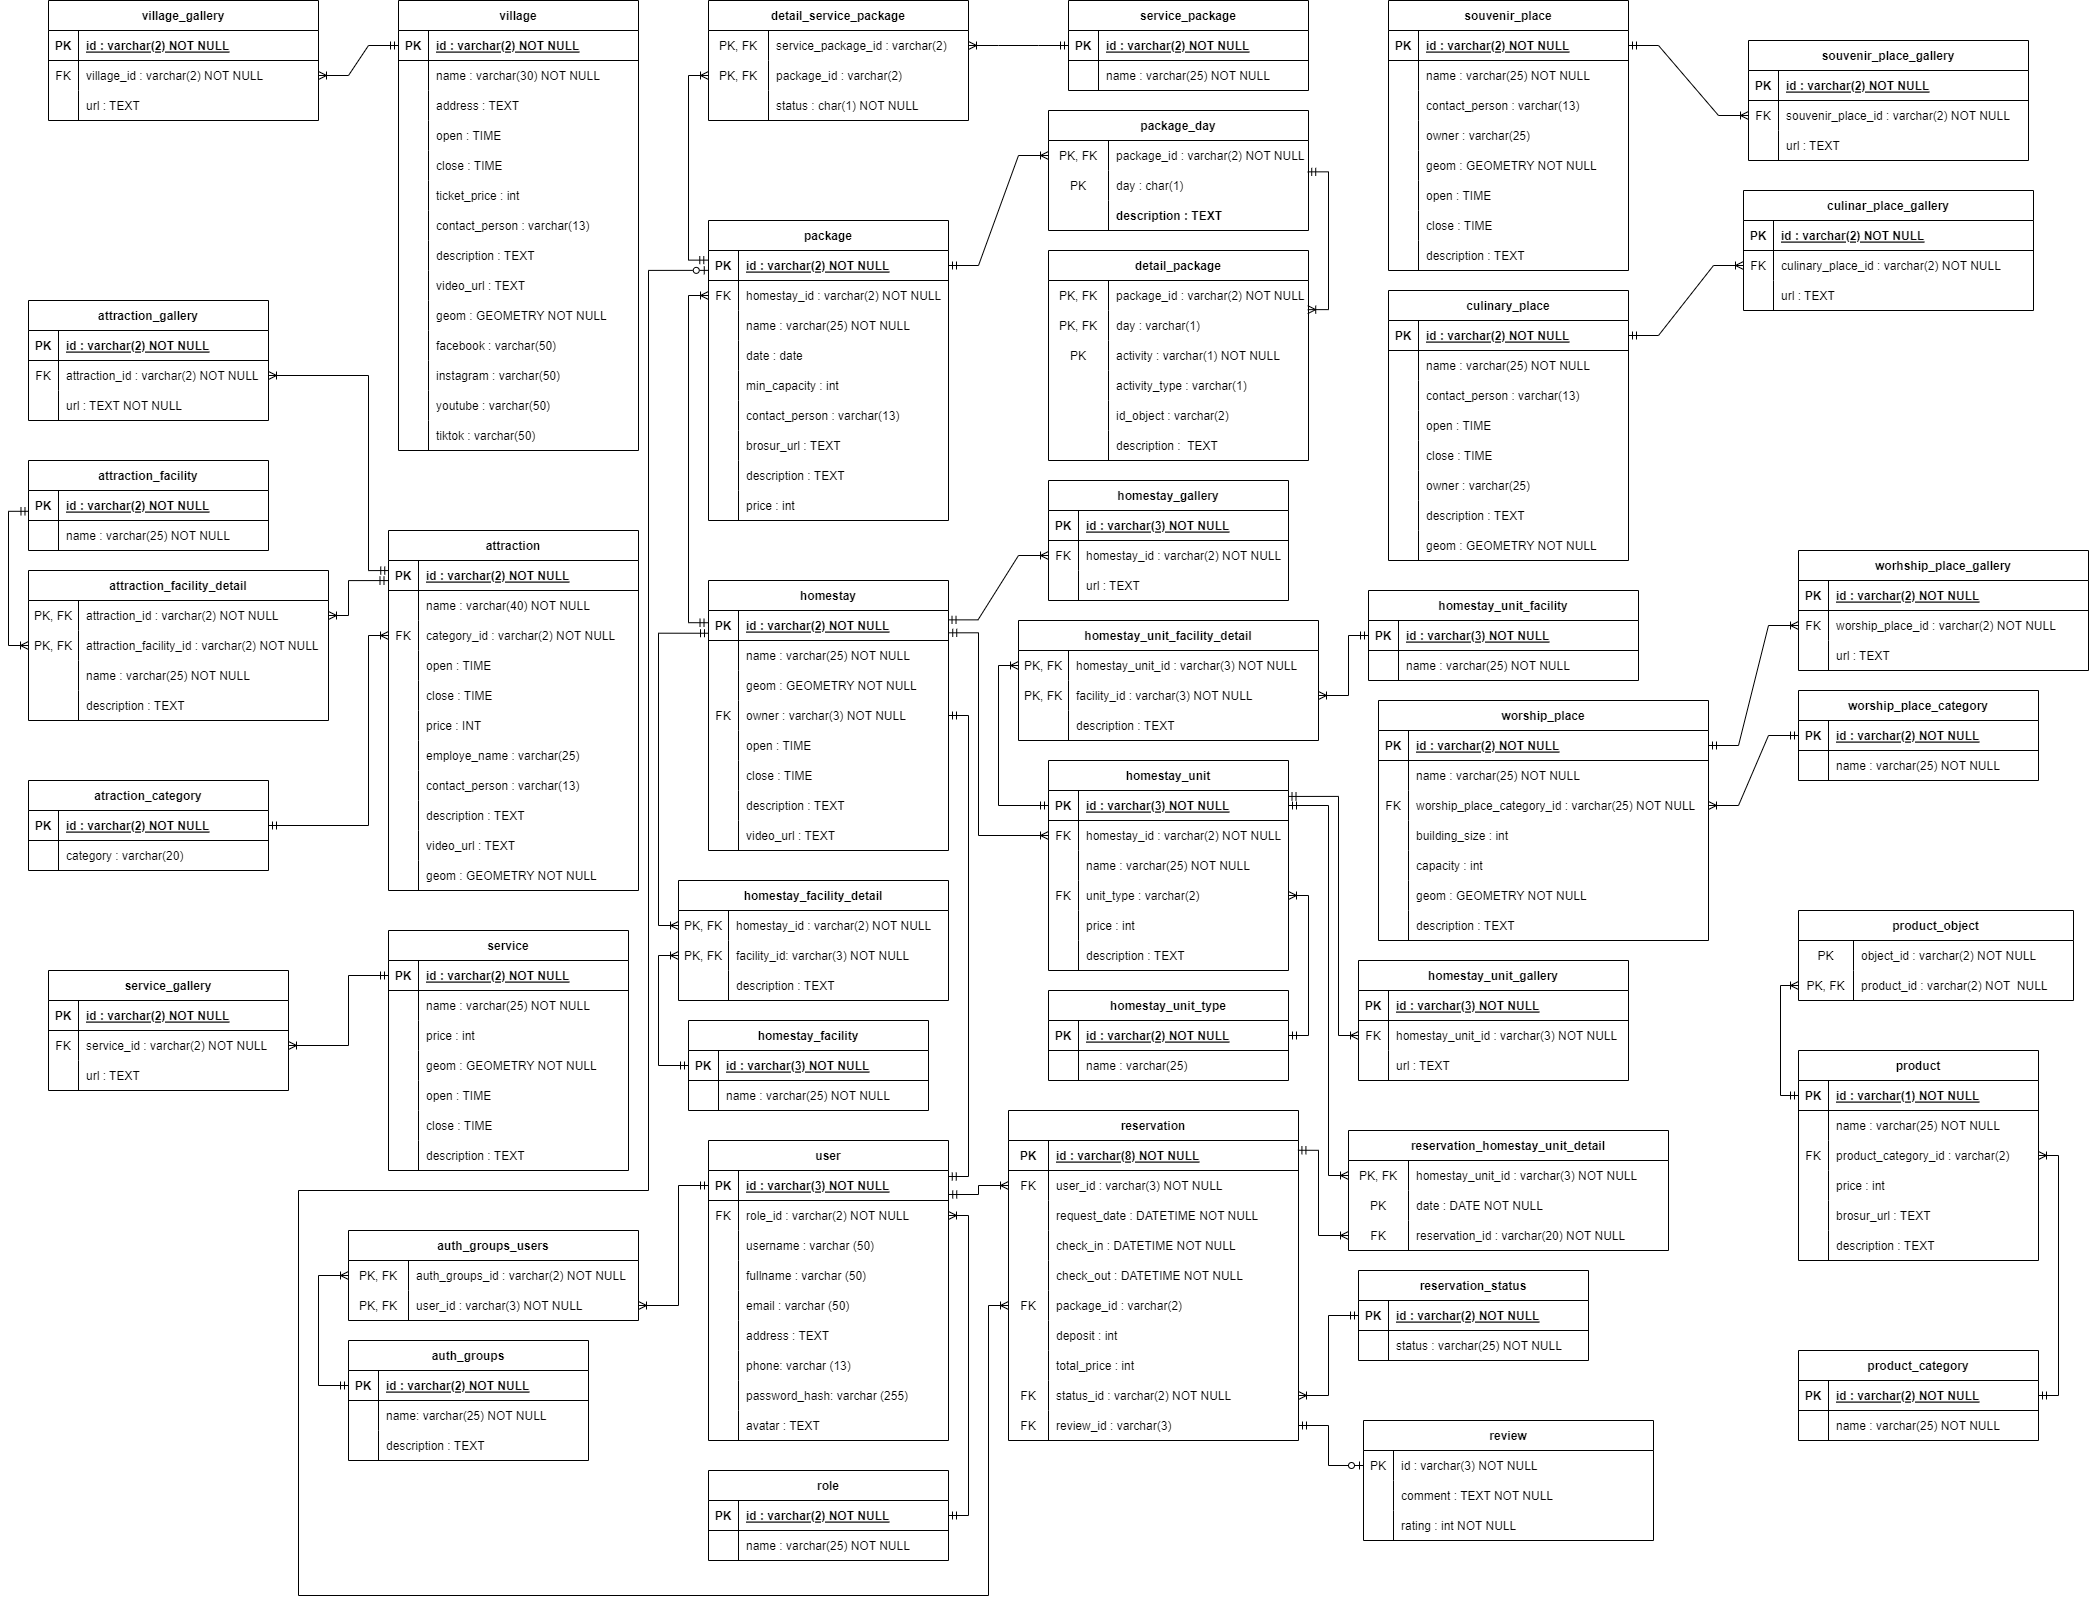 village_gallery
PK id : varchar(2) NOT NULL
FK village_id : varchar(2) NOT NULL
url : TEXT
village
PK id : varchar(2) NOT NULL
name : varchar(30) NOT NULL
address : TEXT
open : TIME
close : TIME
ticket_price : int
contact_person : varchar(13)
description : TEXT
video_url : TEXT
geom : GEOMETRY NOT NULL
facebook : varchar(50)
instagram : varchar(50)
youtube : varchar(50)
tiktok : varchar(50)
detail_service_package
PK, FK service_package_id : varchar(2)
PK, FK package_id : varchar(2)
status : char(1) NOT NULL
service_package
PK id : varchar(2) NOT NULL
name : varchar(25) NOT NULL
souvenir_place
PK id : varchar(2) NOT NULL
name : varchar(25) NOT NULL
contact_person : varchar(13)
owner : varchar(25)
geom : GEOMETRY NOT NULL
open : TIME
close : TIME
description : TEXT
souvenir_place_gallery
PK id : varchar(2) NOT NULL
FK souvenir_place_id : varchar(2) NOT NULL
url : TEXT
package_day
PK, FK package_id : varchar(2) NOT NULL
PK day : char(1)
description : TEXT
culinar_place_gallery
PK id : varchar(2) NOT NULL
FK culinary_place_id : varchar(2) NOT NULL
url : TEXT
package
PK id : varchar(2) NOT NULL
FK homestay_id : varchar(2) NOT NULL
name : varchar(25) NOT NULL
date : date
min_capacity : int
contact_person : varchar(13)
brosur_url : TEXT
description : TEXT
price : int
detail_package
PK, FK package_id : varchar(2) NOT NULL
PK, FK day : varchar(1)
PK activity : varchar(1) NOT NULL
activity_type : varchar(1)
id_object : varchar(2)
description : TEXT
culinary_place
PK id : varchar(2) NOT NULL
name : varchar(25) NOT NULL
contact_person : varchar(13)
open : TIME
close : TIME
owner : varchar(25)
description : TEXT
geom : GEOMETRY NOT NULL
attraction_gallery
PK id : varchar(2) NOT NULL
FK attraction_id : varchar(2) NOT NULL
url : TEXT NOT NULL
attraction_facility
PK id : varchar(2) NOT NULL
name : varchar(25) NOT NULL
attraction_facility_detail
PK, FK attraction_id : varchar(2) NOT NULL
PK, FK attraction_facility_id : varchar(2) NOT NULL
name : varchar(25) NOT NULL
description : TEXT
atraction_category
PK id : varchar(2) NOT NULL
category : varchar(20)
attraction
PK id : varchar(2) NOT NULL
name : varchar(40) NOT NULL
FK category_id : varchar(2) NOT NULL
open : TIME
close : TIME
price : INT
employe_name : varchar(25)
contact_person : varchar(13)
description : TEXT
video_url : TEXT
geom : GEOMETRY NOT NULL
homestay
PK id : varchar(2) NOT NULL
name : varchar(25) NOT NULL
geom : GEOMETRY NOT NULL
FK owner : varchar(3) NOT NULL
open : TIME
close : TIME
description : TEXT
video_url : TEXT
homestay_gallery
PK id : varchar(3) NOT NULL
FK homestay_id : varchar(2) NOT NULL
url : TEXT
homestay_unit_facility_detail
PK, FK homestay_unit_id : varchar(3) NOT NULL
PK, FK facility_id : varchar(3) NOT NULL
description : TEXT
homestay_unit_facility
PK id : varchar(3) NOT NULL
name : varchar(25) NOT NULL
worhship_place_gallery
PK id : varchar(2) NOT NULL
FK worship_place_id : varchar(2) NOT NULL
url : TEXT
worship_place
PK id : varchar(2) NOT NULL
name : varchar(25) NOT NULL
FK worship_place_category_id : varchar(25) NOT NULL
building_size : int
capacity : int
geom : GEOMETRY NOT NULL
description : TEXT
worship_place_category
PK id : varchar(2) NOT NULL
name : varchar(25) NOT NULL
homestay_unit
PK id : varchar(3) NOT NULL
FK homestay_id : varchar(2) NOT NULL
name : varchar(25) NOT NULL
FK unit_type : varchar(2)
price : int
description : TEXT
homestay_facility_detail
PK, FK homestay_id : varchar(2) NOT NULL
PK, FK facility_id: varchar(3) NOT NULL
description : TEXT
homestay_facility
PK id : varchar(3) NOT NULL
name : varchar(25) NOT NULL
homestay_unit_type
PK id : varchar(2) NOT NULL
name : varchar(25)
homestay_unit_gallery
PK id : varchar(3) NOT NULL
FK homestay_unit_id : varchar(3) NOT NULL
url : TEXT
product_object
PK object_id : varchar(2) NOT NULL
PK, FK product_id : varchar(2) NOT NULL
service_gallery
PK id : varchar(2) NOT NULL
FK service_id : varchar(2) NOT NULL
url : TEXT
service
PK id : varchar(2) NOT NULL
name : varchar(25) NOT NULL
price : int
geom : GEOMETRY NOT NULL
open : TIME
close : TIME
description : TEXT
product
PK id : varchar(1) NOT NULL
name : varchar(25) NOT NULL
FK product_category_id : varchar(2)
price : int
brosur_url : TEXT
description : TEXT
user
PK id : varchar(3) NOT NULL
FK role_id : varchar(2) NOT NULL
username : varchar (50)
fullname : varchar (50)
email : varchar (50)
address : TEXT
phone: varchar (13)
password_hash: varchar (255)
avatar : TEXT
reservation
PK id : varchar(8) NOT NULL
FK user_id : varchar(3) NOT NULL
request_date : DATETIME NOT NULL
check_in : DATETIME NOT NULL
check_out : DATETIME NOT NULL
FK package_id : varchar(2)
deposit : int
total_price : int
FK status_id : varchar(2) NOT NULL
FK review_id : varchar(3)
reservation_homestay_unit_detail
PK, FK homestay_unit_id : varchar(3) NOT NULL
PK date : DATE NOT NULL
FK reservation_id : varchar(20) NOT NULL
auth_groups_users
PK, FK auth_groups_id : varchar(2) NOT NULL
PK, FK user_id : varchar(3) NOT NULL
auth_groups
PK id : varchar(2) NOT NULL
name: varchar(25) NOT NULL
description : TEXT
reservation_status
PK id : varchar(2) NOT NULL
status : varchar(25) NOT NULL
product_category
PK id : varchar(2) NOT NULL
name : varchar(25) NOT NULL
review
PK id : varchar(3) NOT NULL
comment : TEXT NOT NULL
rating : int NOT NULL
role
PK id : varchar(2) NOT NULL
name : varchar(25) NOT NULL